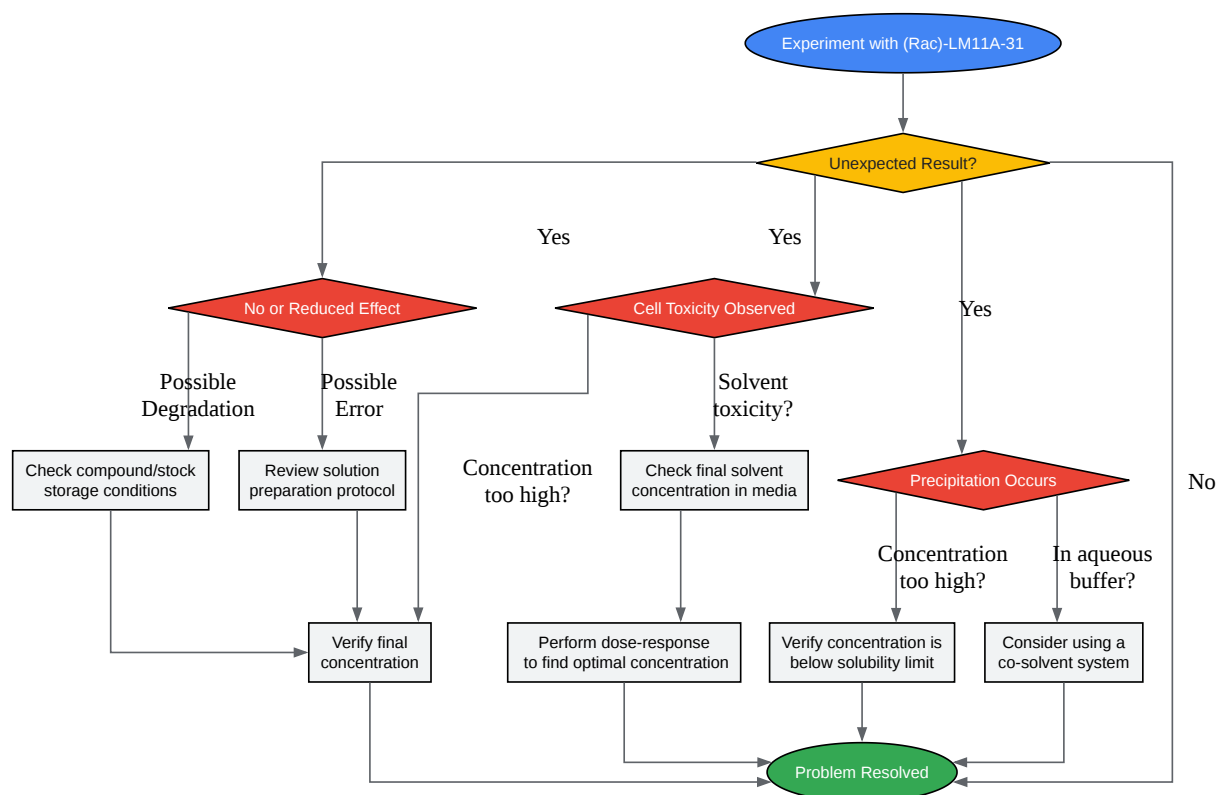 Experiment with (Rac)-LM11A-31
Unexpected Result?
Yes
Yes
No or Reduced Effect
Cell Toxicity Observed
Yes
Possible
Degradation
Possible
Error
Solvent
toxicity?
Check compound/stock
storage conditions
Review solution
preparation protocol
Concentration
too high?
Check final solvent
concentration in media
Precipitation Occurs
No
Concentration
too high?
In aqueous
buffer?
Verify final
concentration
Perform dose-response
to find optimal concentration
Verify concentration is
below solubility limit
Consider using a
co-solvent system
Problem Resolved